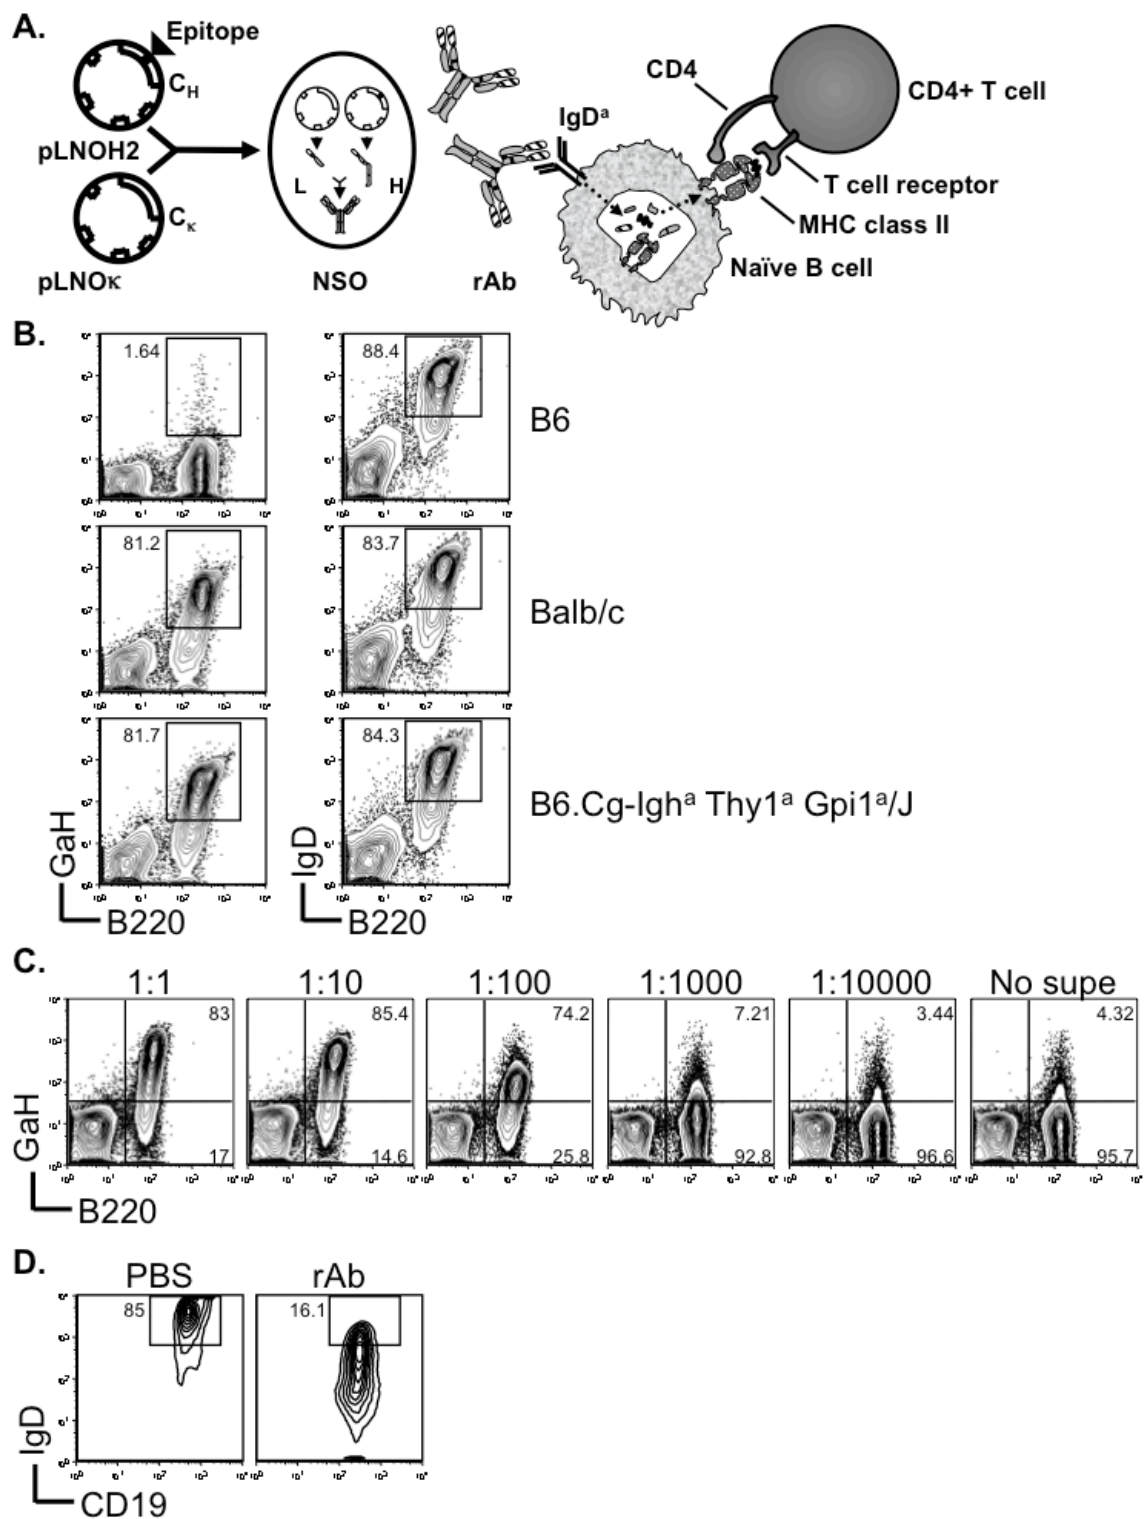 A.
Epitope
CH
pLNOH2
Cκ
pLNOκ
L
H
NSO
rAb
IgDa
CD4
CD4+ T cell
T cell receptor
MHC class II
Naïve B cell
B.
1.64
88.4
B6
81.2
83.7
Balb/c
81.7
84.3
B6.Cg-Igha Thy1a Gpi1a/J
GaH
B220
IgD
B220
C.
1:1
1:10
1:100
1:1000
1:10000
No supe
83
85.4
74.2
7.21
3.44
4.32
17
14.6
25.8
92.8
96.6
95.7
GaH
B220
D.
PBS
rAb
85
16.1
IgD
CD19